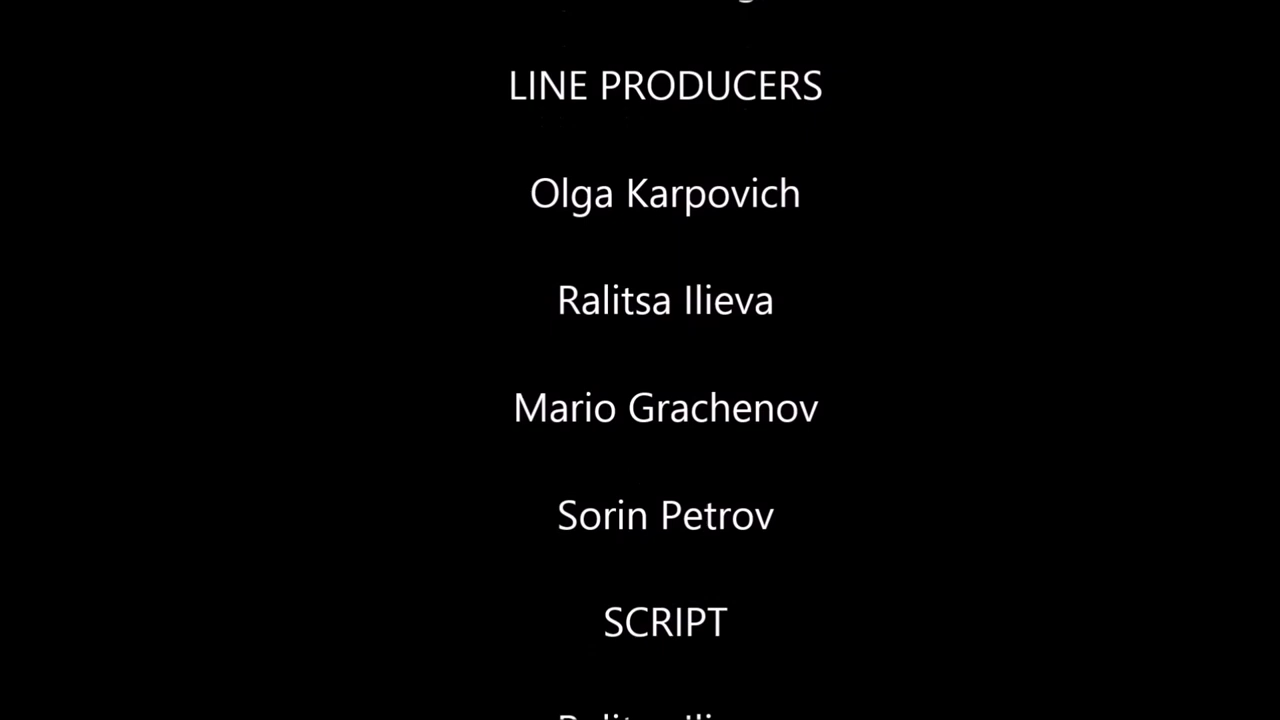 LINE PRODUCERS
Olga Karpovich
Ralitsa Ilieva
Mario Grachenov
Sorin Petrov
SCRIPT